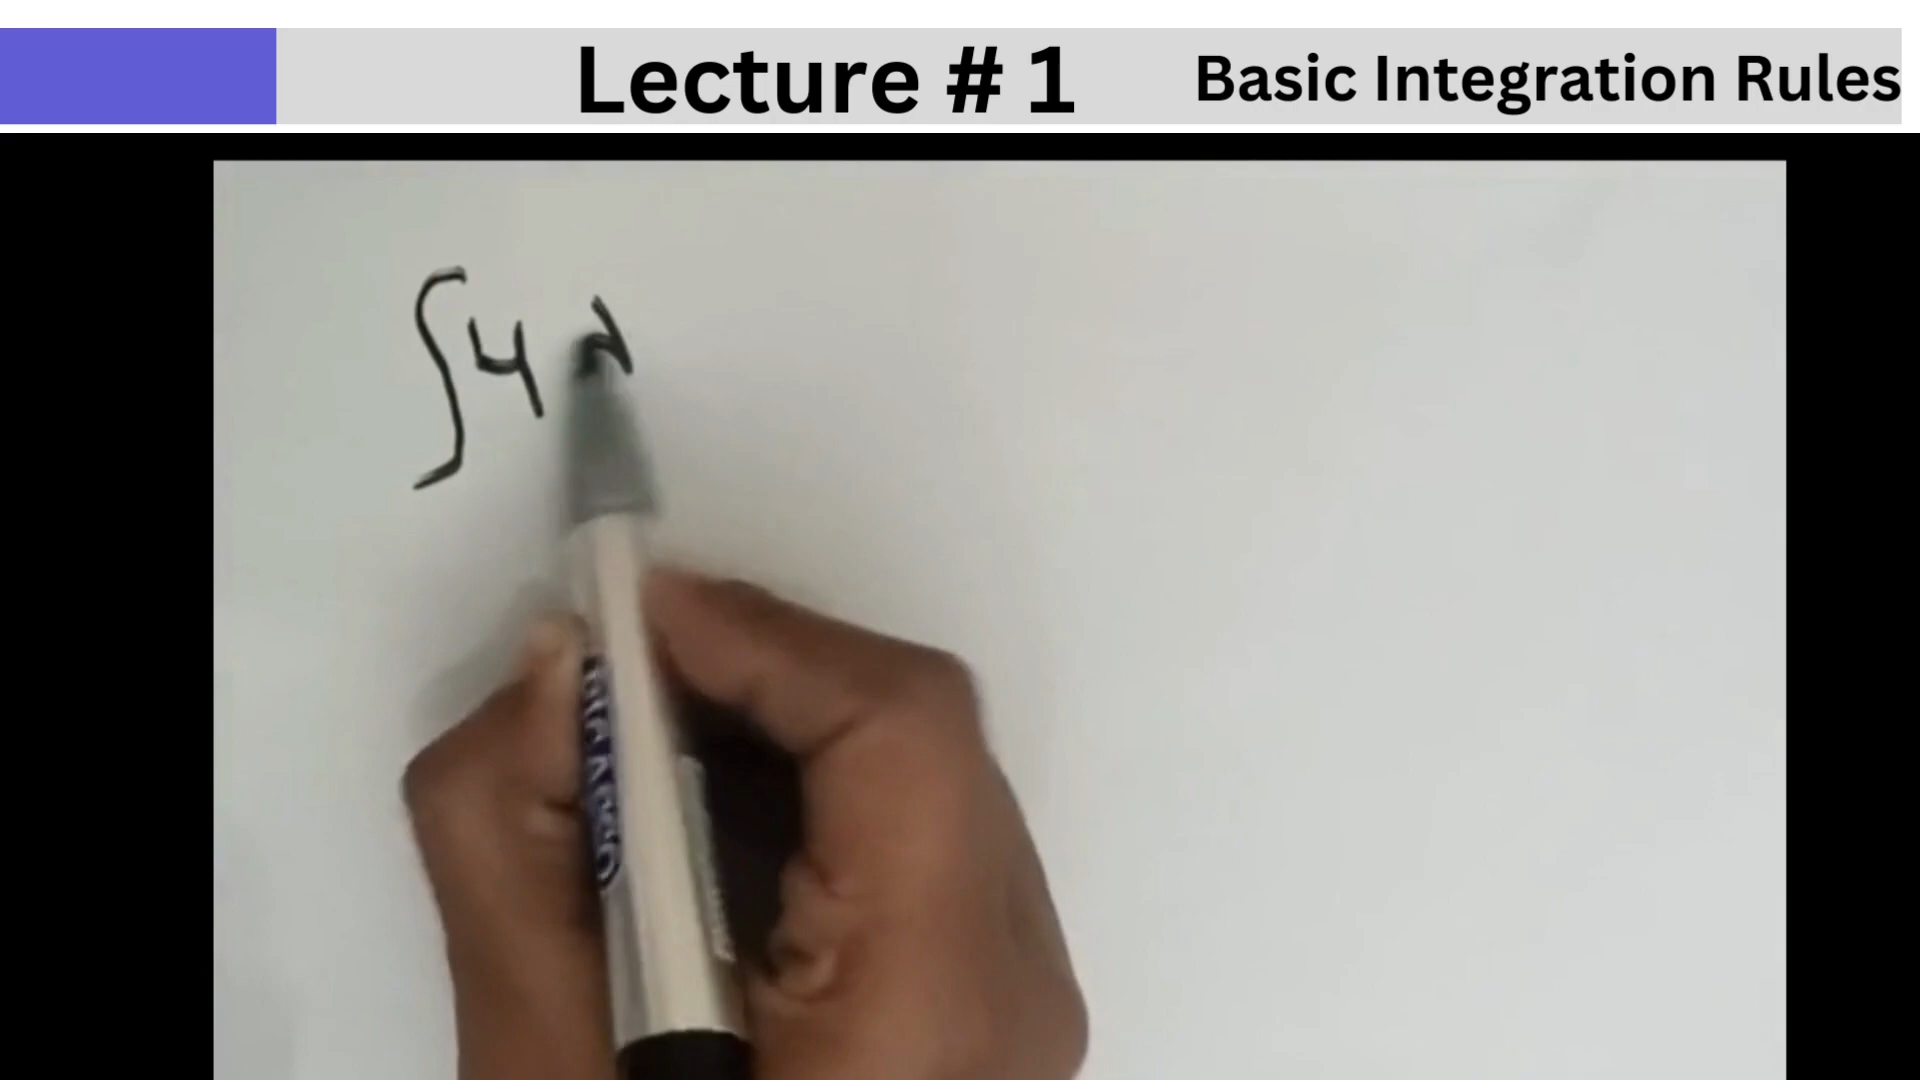 Lecture # 1
Basic Integration Rules
∫4 d